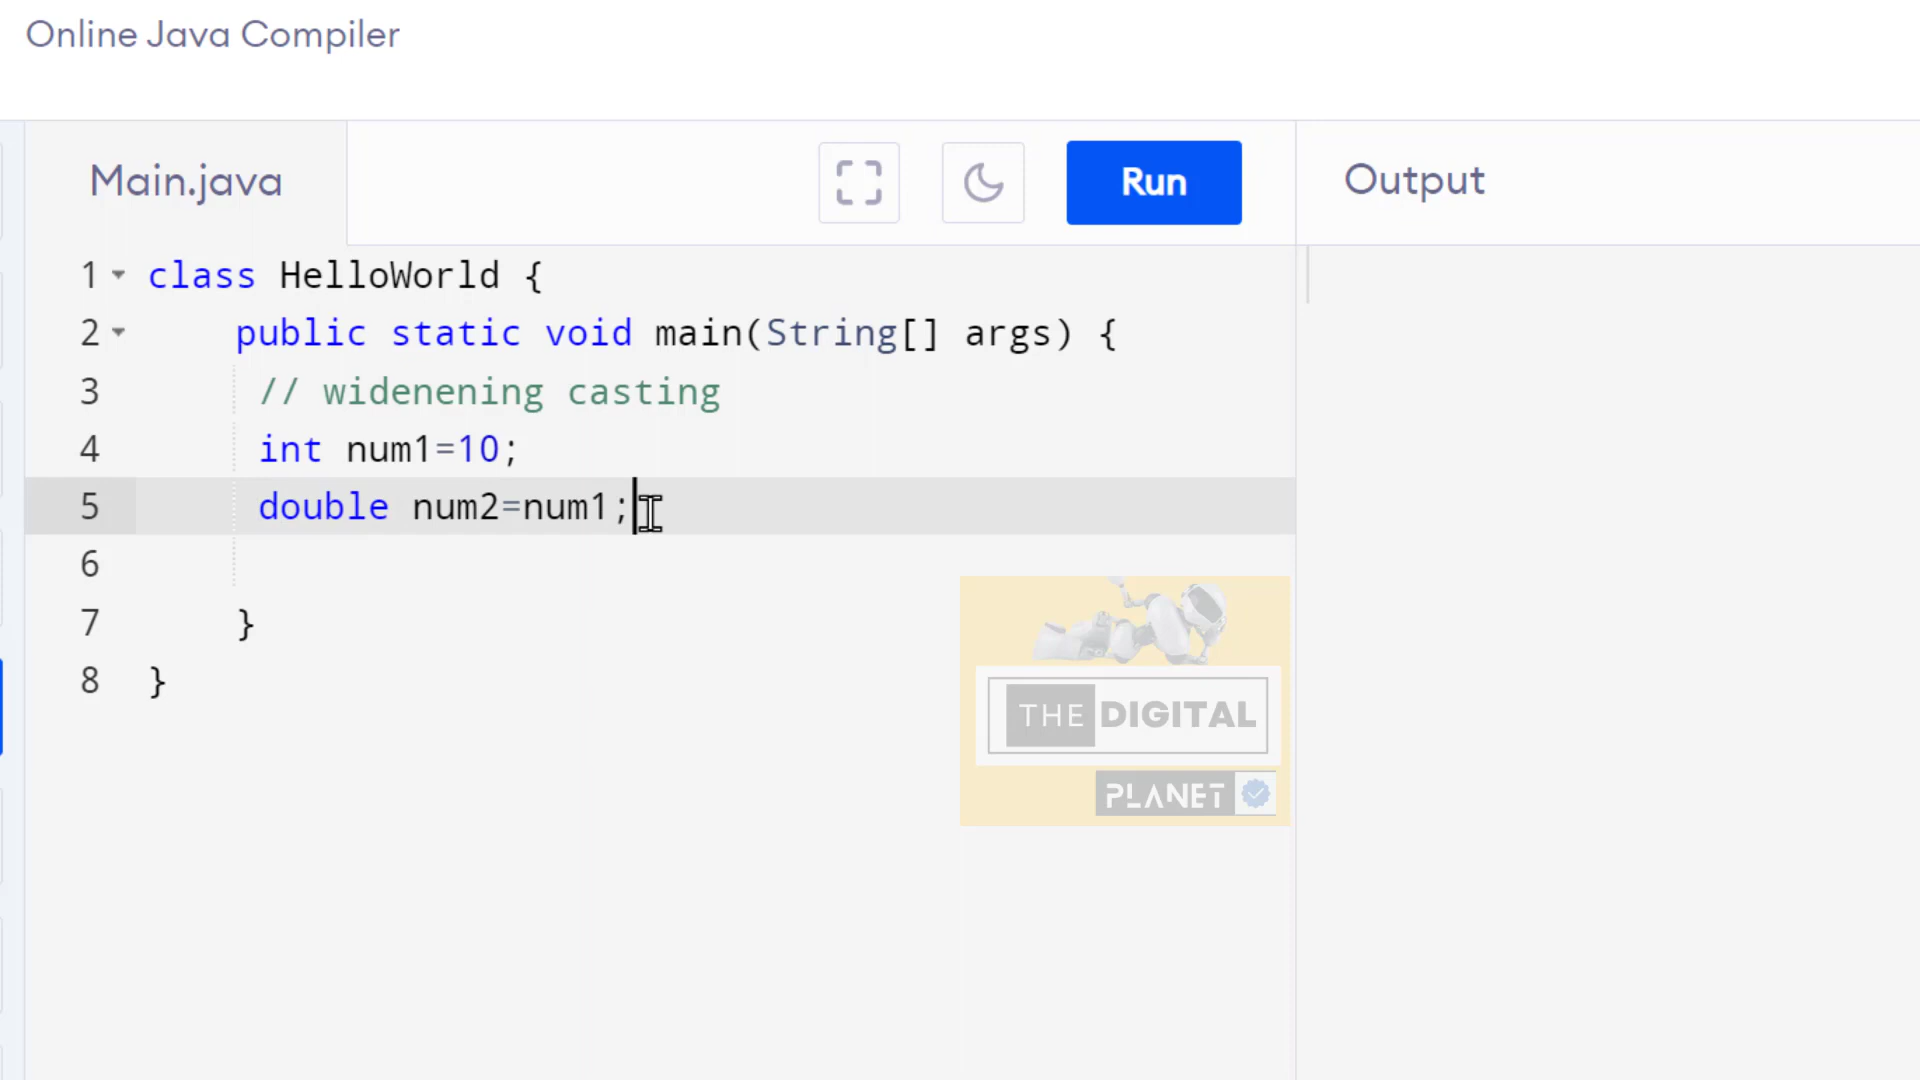 Online Java Compiler
Main.java
Run
Output
1 class HelloWorld {
2 public static void main(String[] args) {
3 // widenening casting
4 int num1=10;
5 double num2=num1;
6
7 }
8 }
THE DIGITAL
PLANET